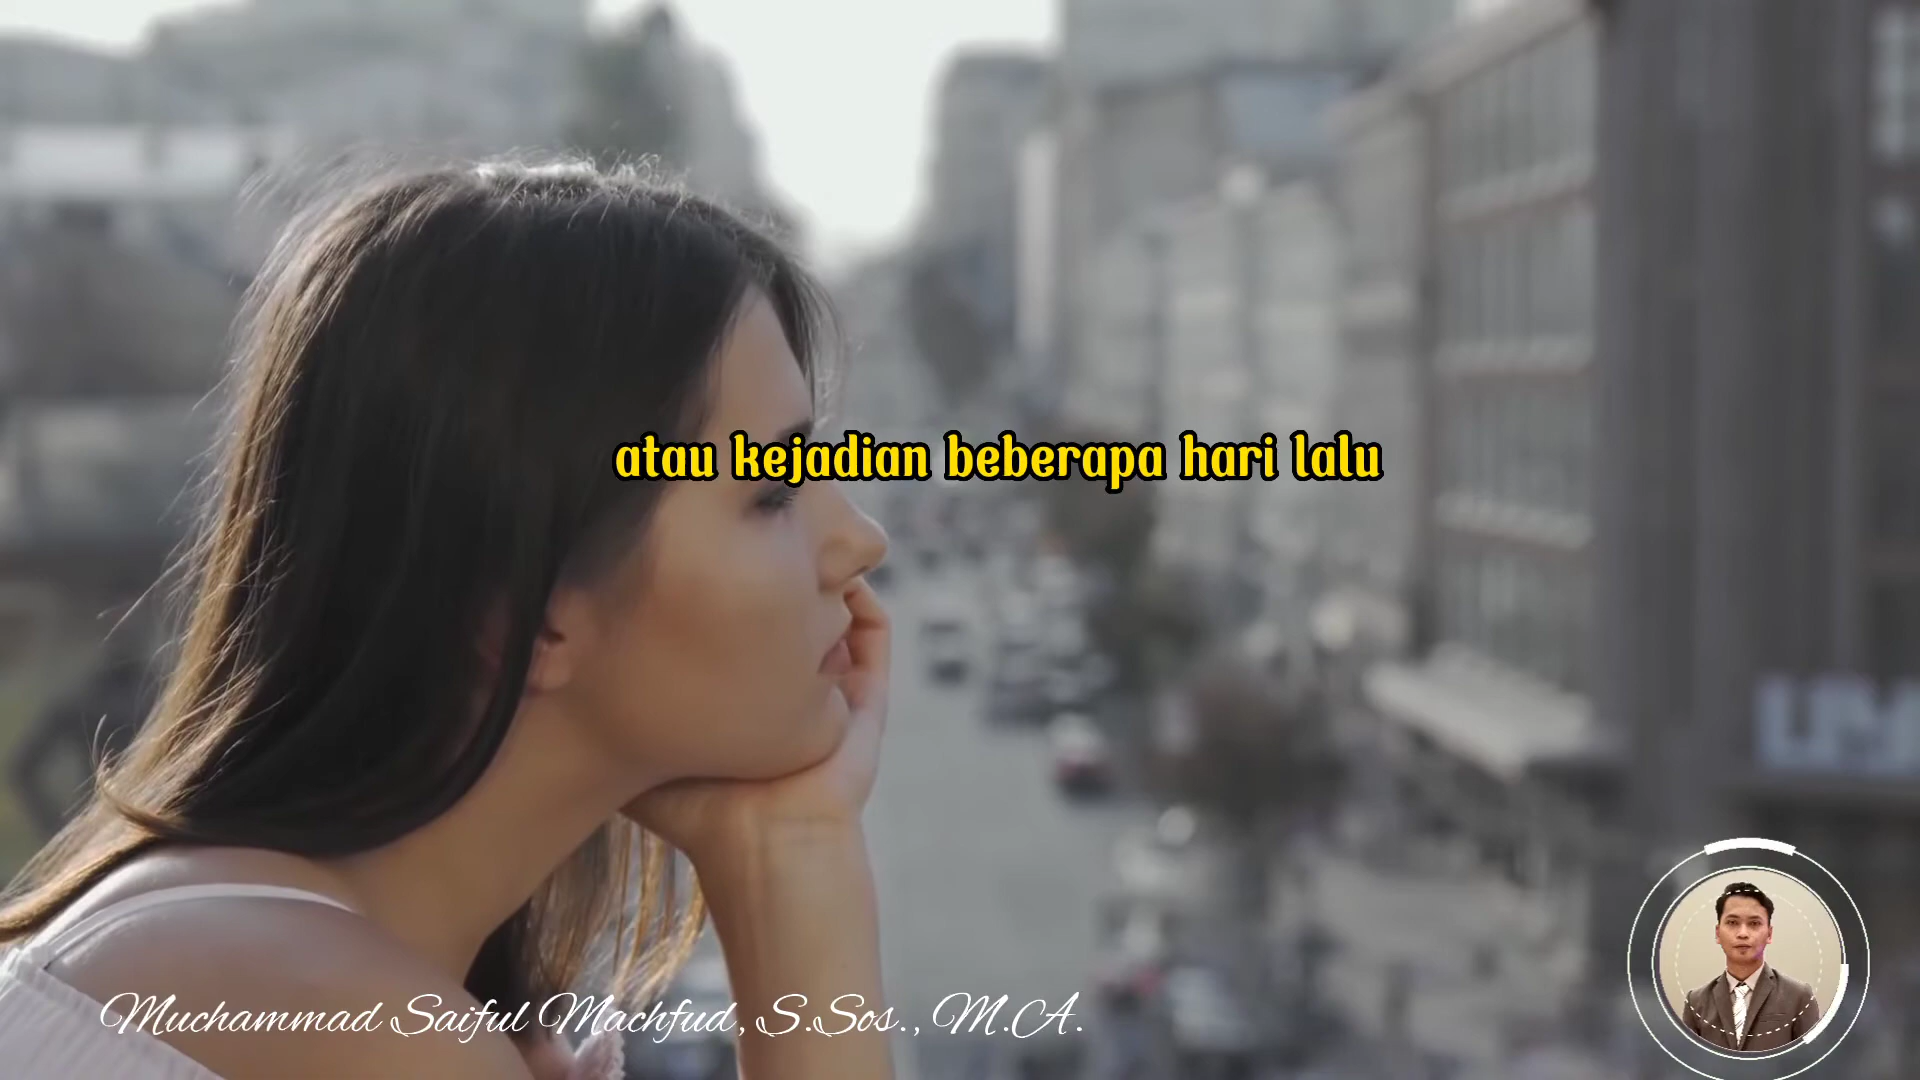 atau kejadian beberapa hari lalu
Muchammad Saiful Machfud, S.Sos., M.A.